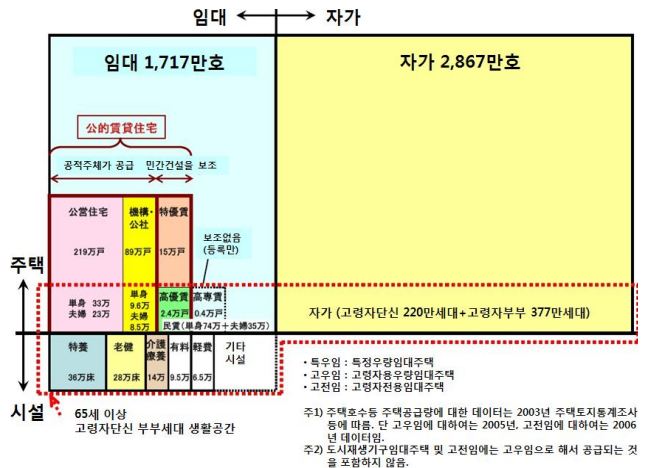 임대 ↔ 자가
임대 1,717만호
자가 2,867만호
公的賃貸住宅
공적주체가 공급 민간건설을 보조
公営住宅
219万戸
単身 33万
夫婦 23万
機構・
公社
89万戸
単身
9.6万
夫婦
8.5万
特優賃
15万戸
보조없음
(등록만)
高優賃
2.4万戸
高専賃
0.4万戸
民賃(単身74万+夫婦35万)
자가 (고령자단신 220만세대+고령자부부 377만세대)
주택
시설
特養
36万床
老健
28万床
介護
療養
14万
有料
9.5万
軽費
6.5万
기타
시설
65세 이상
고령자단신 부부세대 생활공간
・특우임 : 특정우량임대주택
・고우임 : 고령자용우량임대주택
・고전임 : 고령자전용임대주택
주1) 주택호수등 주택공급량에 대한 데이터는 2003년 주택토지통계조사
등에 따름. 단 고우임에 대하여는 2005년, 고전임에 대하여는 2006
년 데이터임.
주2) 도시재생기구임대주택 및 고전임에는 고우임으로 해서 공급되는 것
을 포함하지 않음.